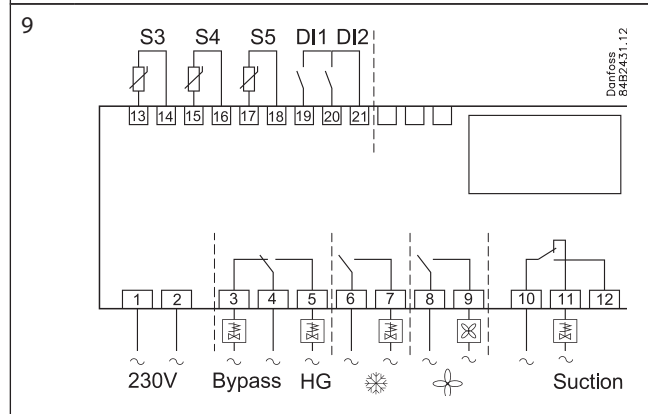 9
S3 S4 S5 DI1 DI2
Danfoss
84B2431.12
13 14 15 16 17 18 19 20 21
1 2 3 4 5 6 7 8 9 10 11 12
230V Bypass HG Suction